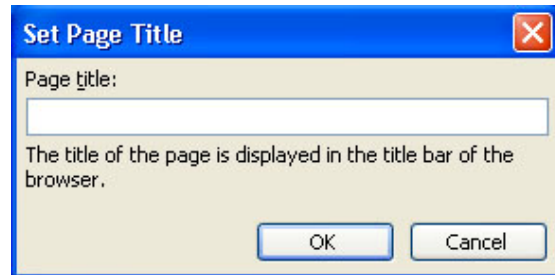 Set Page Title
Page title:
The title of the page is displayed in the title bar of the
browser.
OK Cancel